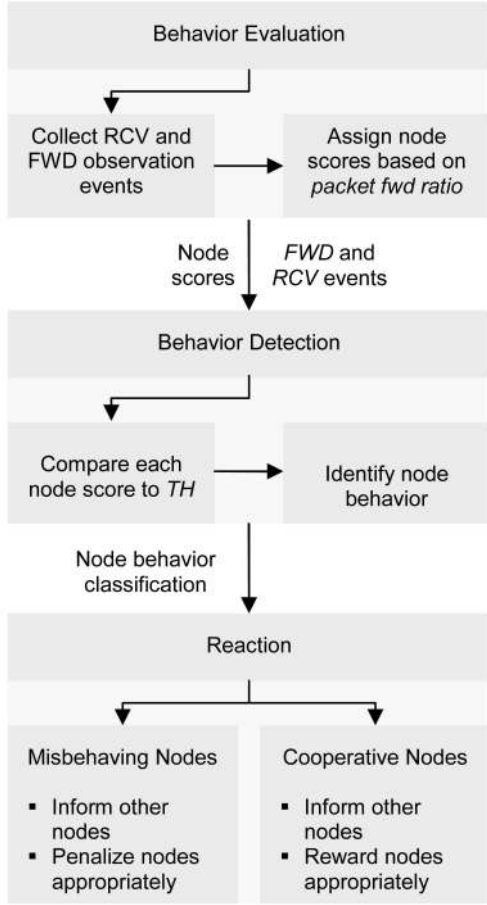 Behavior Evaluation
Collect RCV and
FWD observation
events
Assign node
scores based on
packet fwd ratio
Node
scores
FWD and
RCV events
Behavior Detection
Compare each
node score to TH
Identify node
behavior
Node behavior
classification
Reaction
Misbehaving Nodes
▪ Inform other
nodes
▪ Penalize nodes
appropriately
Cooperative Nodes
▪ Inform other
nodes
▪ Reward nodes
appropriately